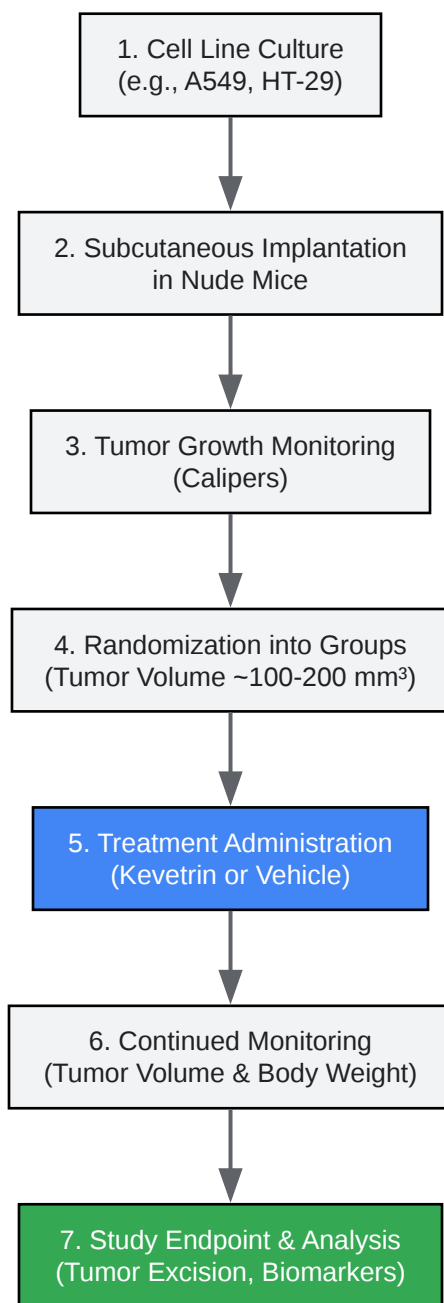 1. Cell Line Culture
(e.g., A549, HT-29)
2. Subcutaneous Implantation
in Nude Mice
3. Tumor Growth Monitoring
(Calipers)
4. Randomization into Groups
(Tumor Volume ~100-200 mm³)
5. Treatment Administration
(Kevetrin or Vehicle)
6. Continued Monitoring
(Tumor Volume & Body Weight)
7. Study Endpoint & Analysis
(Tumor Excision, Biomarkers)